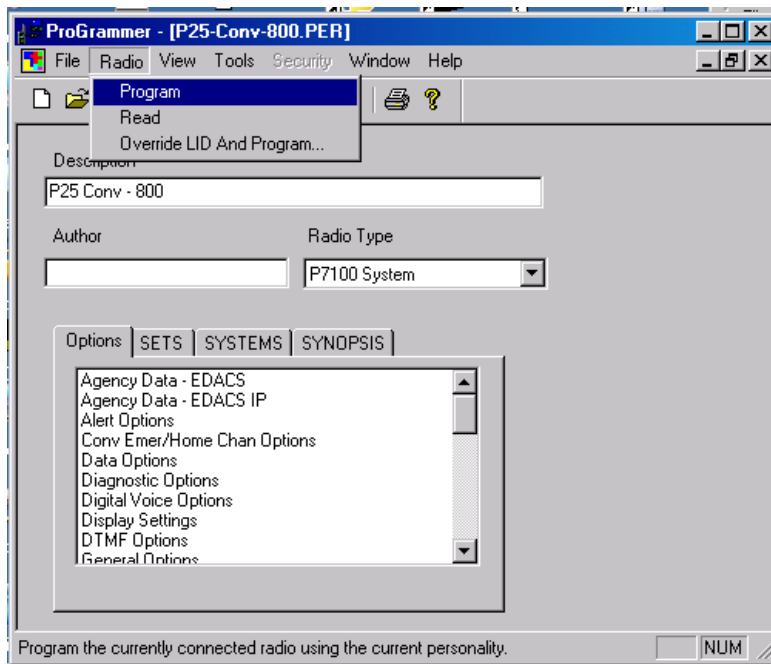 ProGrammer - [P25-Conv-800.PER]
File Radio View Tools Security Window Help
Program
Read
Override LID And Program...
Description
P25 Conv - 800
Author Radio Type
P7100 System
Options SETS SYSTEMS SYNOPSIS
Agency Data - EDACS
Agency Data - EDACS IP
Alert Options
Conv Emer/Home Chan Options
Data Options
Diagnostic Options
Digital Voice Options
Display Settings
DTMF Options
General Options
Program the currently connected radio using the current personality. NUM